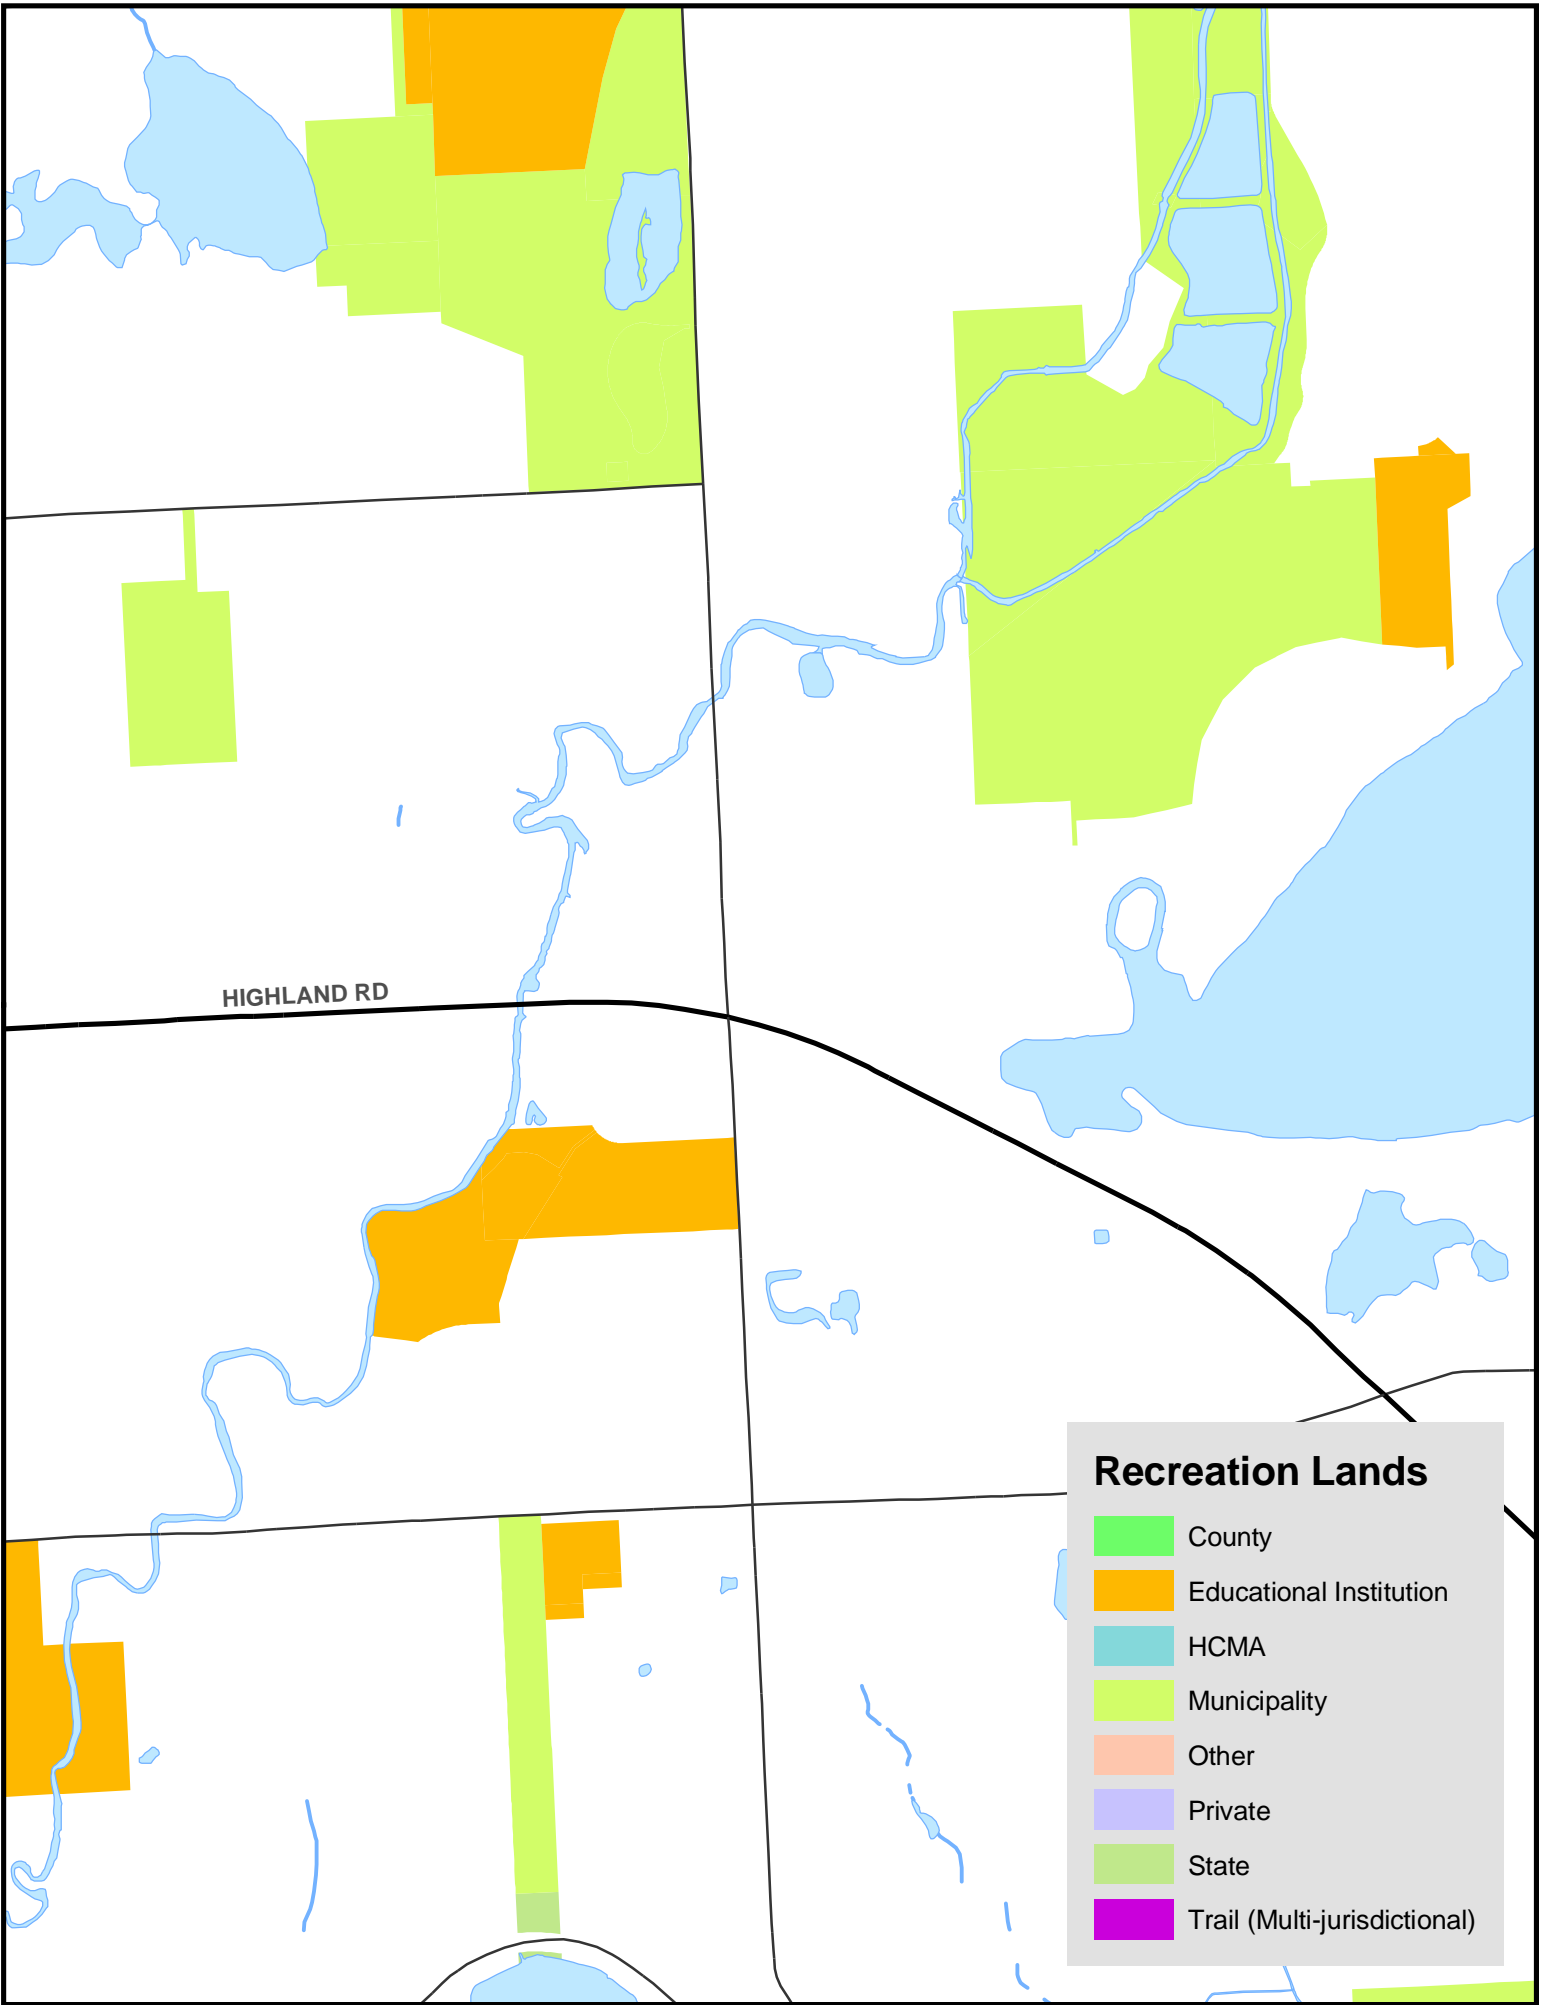 HIGHLAND RD
Recreation Lands
County
Educational Institution
HCMA
Municipality
Other
Private
State
Trail (Multi-jurisdictional)